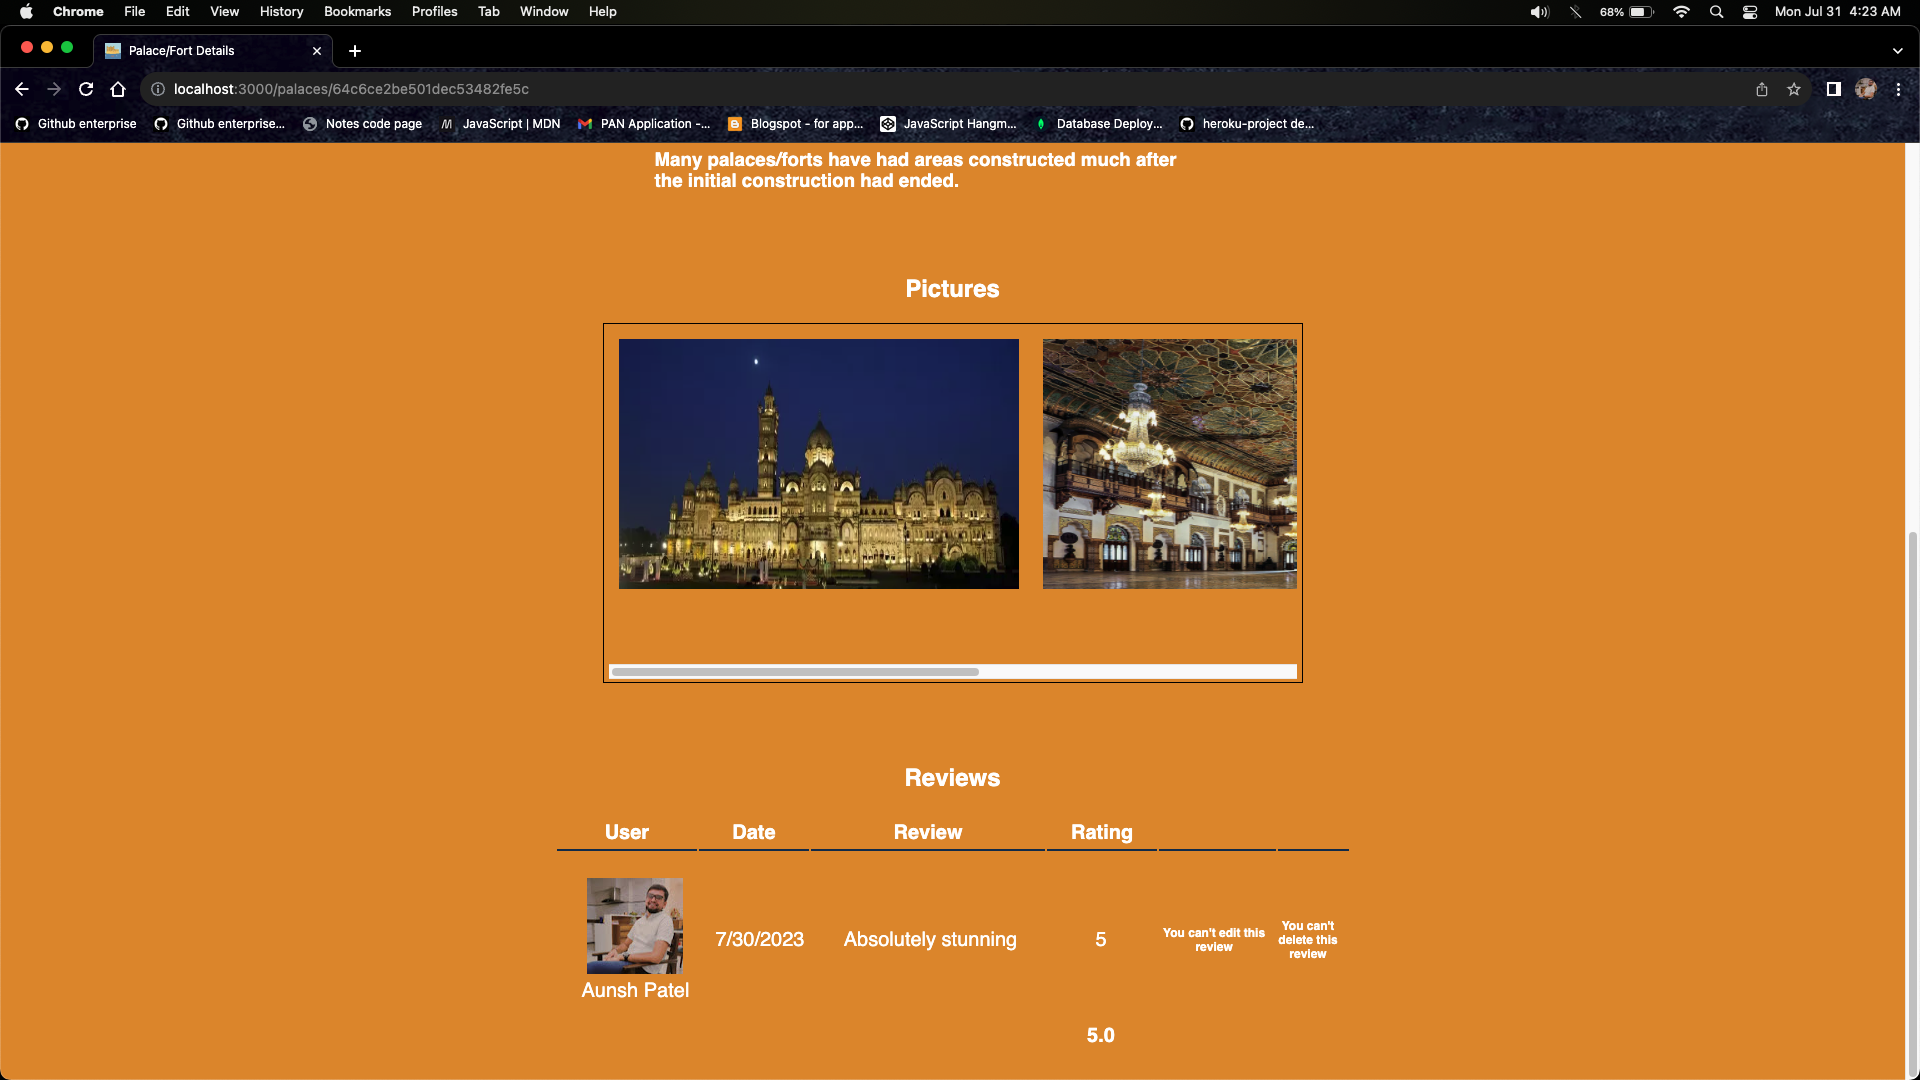 Chrome File Edit View History Bookmarks Profiles Tab Window Help 68% Mon Jul 31 4:23 AM
Palace/Fort Details
localhost:3000/palaces/64c6ce2be501dec53482fe5c
Github enterprise Github enterprise... Notes code page JavaScript | MDN PAN Application -... Blogspot - for app... JavaScript Hangm... Database Deploy... heroku-project de...
Many palaces/forts have had areas constructed much after
the initial construction had ended.
Pictures
Reviews
User Date Review Rating
7/30/2023 Absolutely stunning 5
You can't edit this
review
You can't
delete this
review
Aunsh Patel
5.0